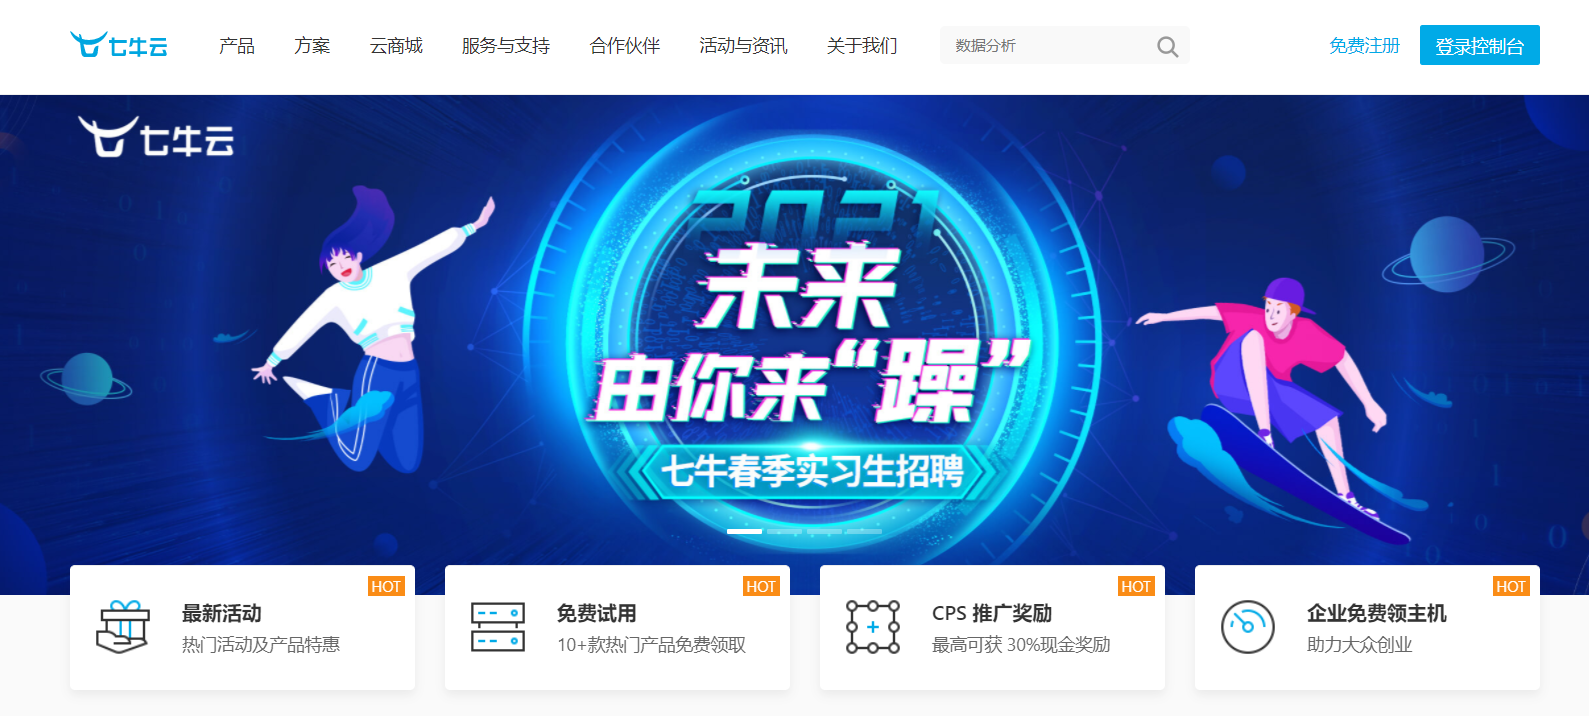 七牛云
产品
方案
云商城
服务与支持
合作伙伴
活动与资讯
关于我们
数据分析
免费注册
登录控制台
七牛云
2021
未来
由你来“躁”
七牛春季实习生招聘
HOT
最新活动
热门活动及产品特惠
HOT
免费试用
10+款热门产品免费领取
HOT
CPS 推广奖励
最高可获 30%现金奖励
HOT
企业免费领主机
助力大众创业